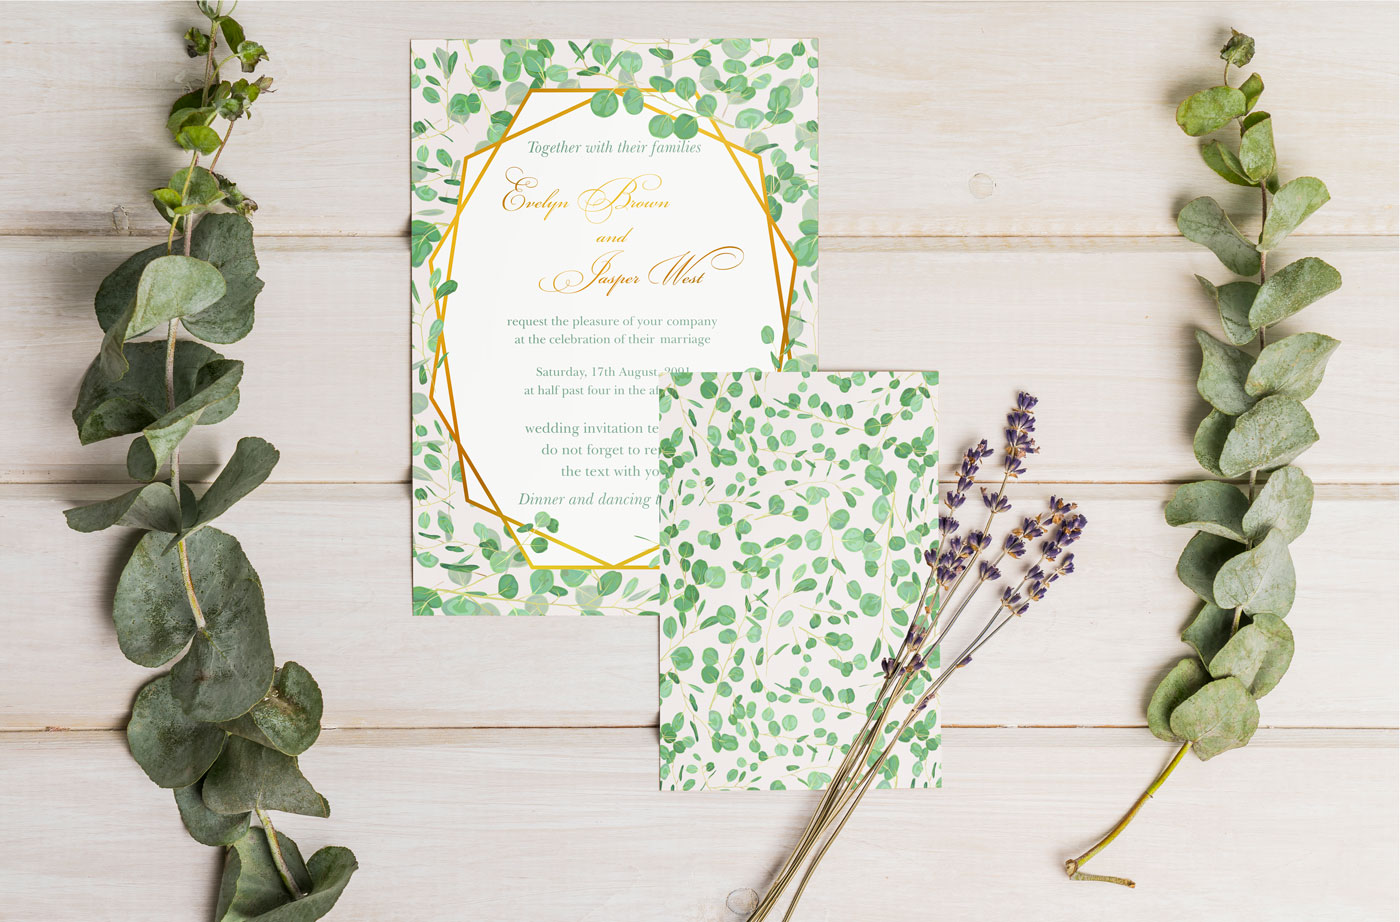 Together with their families
Evelyn Brown
and
Jasper West
request the pleasure of your company
at the celebration of their marriage
Saturday, 17th August, 2001
at half past four in the
wedding invitation
do not forget to
the text with
Dinner and dancing